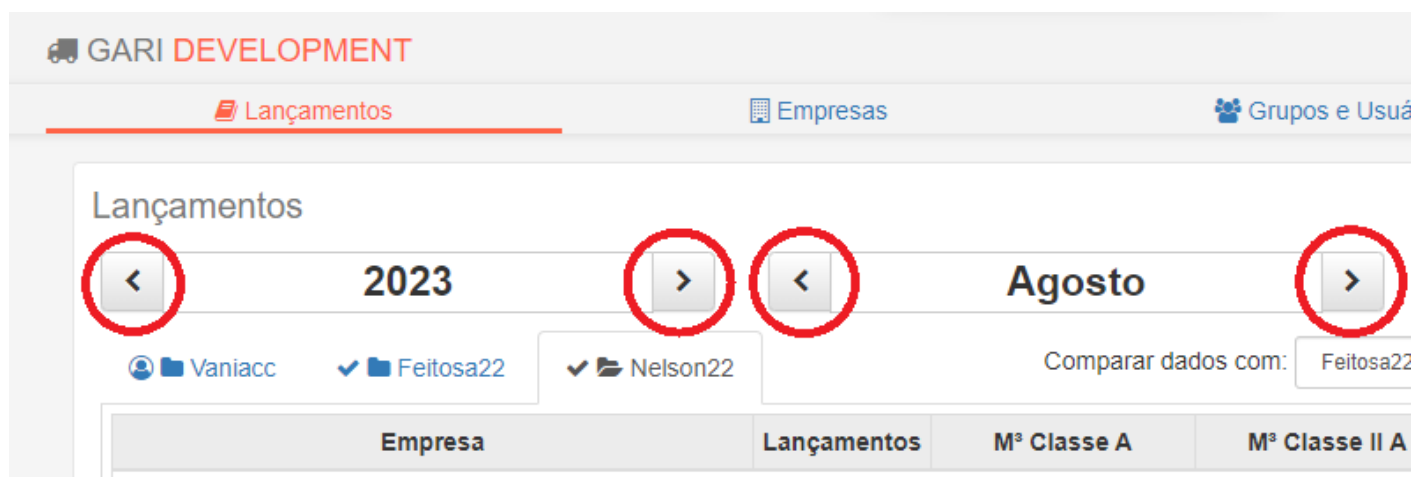 GARI DEVELOPMENT
Lançamentos Empresas Grupos e Usuá
Lançamentos
2023 Agosto
Vaniacc Feitosa22 Nelson22 Comparar dados com: Feitosa22
Empresa Lançamentos M³ Classe A M³ Classe II A